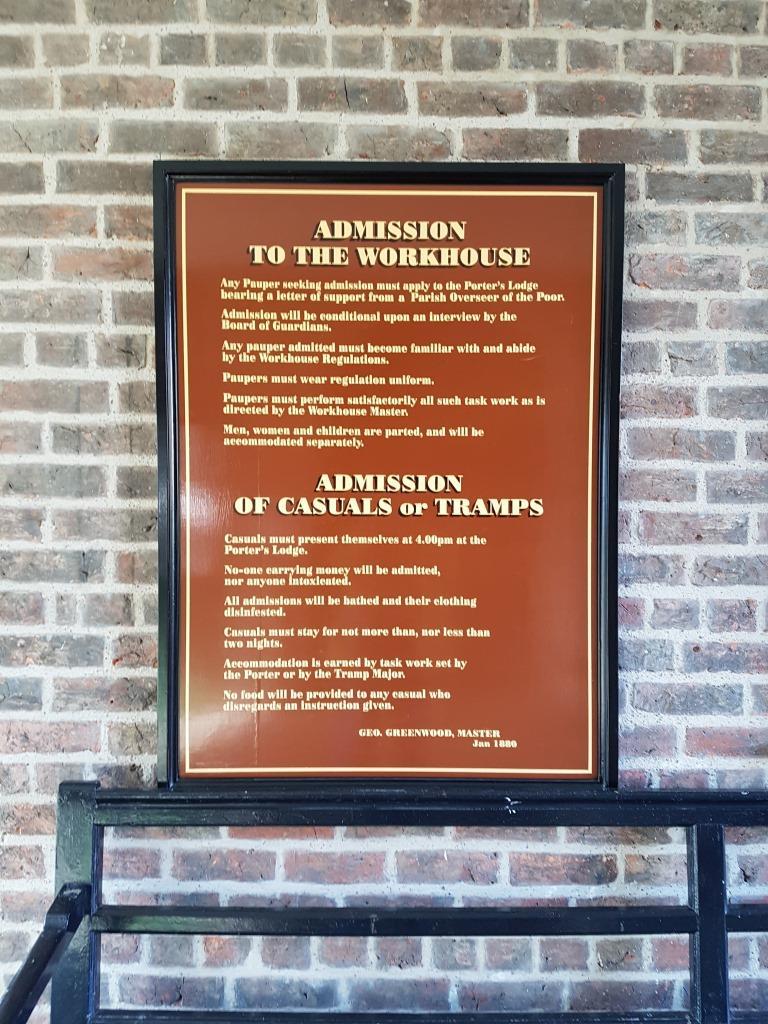 ADMISSION
TO THE WORKHOUSE
Any Pauper seeking admission must apply to the Porter's Lodge
bearing a letter of support from a Parish Overseer of the Poor.
Admission will be conditional upon an interview by the
Board of Guardians.
Any pauper admitted must become familiar with and abide
by the Workhouse Regulations.
Paupers must wear regulation uniform.
Paupers must perform satisfactorily all such task work as is
directed by the Workhouse Master.
Men, women and children are parted, and will be
accommodated separately.
ADMISSION
OF CASUALS or TRAMPS
Casuals must present themselves at 4.00pm at the
Porter's Lodge.
No-one carrying money will be admitted,
nor anyone intoxicated.
All admissions will be bathed and their clothing
disinfested.
Casuals must stay for not more than, nor less than
two nights.
Accommodation is earned by task work set by
the Porter or by the Tramp Major.
No food will be provided to any casual who
disregards an instruction given.
GEO. GREENWOOD, MASTER
Jan 1880